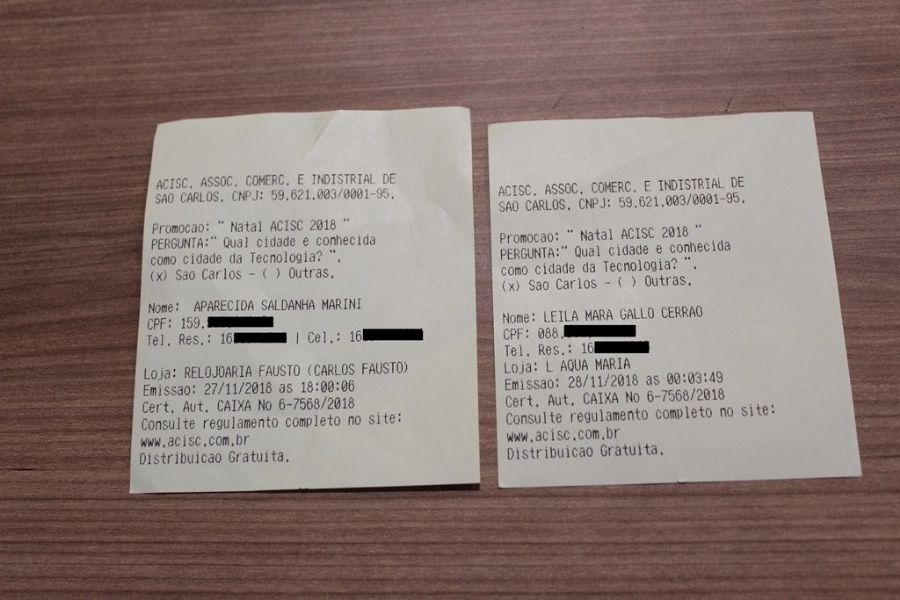 ACISC. ASSOC. COMERC. E INDISTRIAL DE
SAO CARLOS. CNPJ: 59.621.003/0001-95.
Promocao: " Natal ACISC 2018 "
PERGUNTA:" Qual cidade e conhecida
como cidade da Tecnologia? ".
(x) Sao Carlos - ( ) Outras.
Nome: APARECIDA SALDANHA MARINI
CPF: 159.
Tel. Res.: 16 | Cel.: 16
Loja: RELOJOARIA FAUSTO (CARLOS FAUSTO)
Emissao: 27/11/2018 as 18:00:06
Cert. Aut. CAIXA No 6-7568/2018
Consulte regulamento completo no site:
www.acisc.com.br
Distribuicao Gratuita.
ACISC. ASSOC. COMERC. E INDISTRIAL DE
SAO CARLOS. CNPJ: 59.621.003/0001-95.
Promocao: " Natal ACISC 2018 "
PERGUNTA:" Qual cidade e conhecida
como cidade da Tecnologia? ".
(x) Sao Carlos - ( ) Outras.
Nome: LEILA MARA GALLO CERRAO
CPF: 088.
Tel. Res.: 16
Loja: L AQUA MARIA
Emissao: 28/11/2018 as 00:03:49
Cert. Aut. CAIXA No 6-7568/2018
Consulte regulamento completo no site:
www.acisc.com.br
Distribuicao Gratuita.